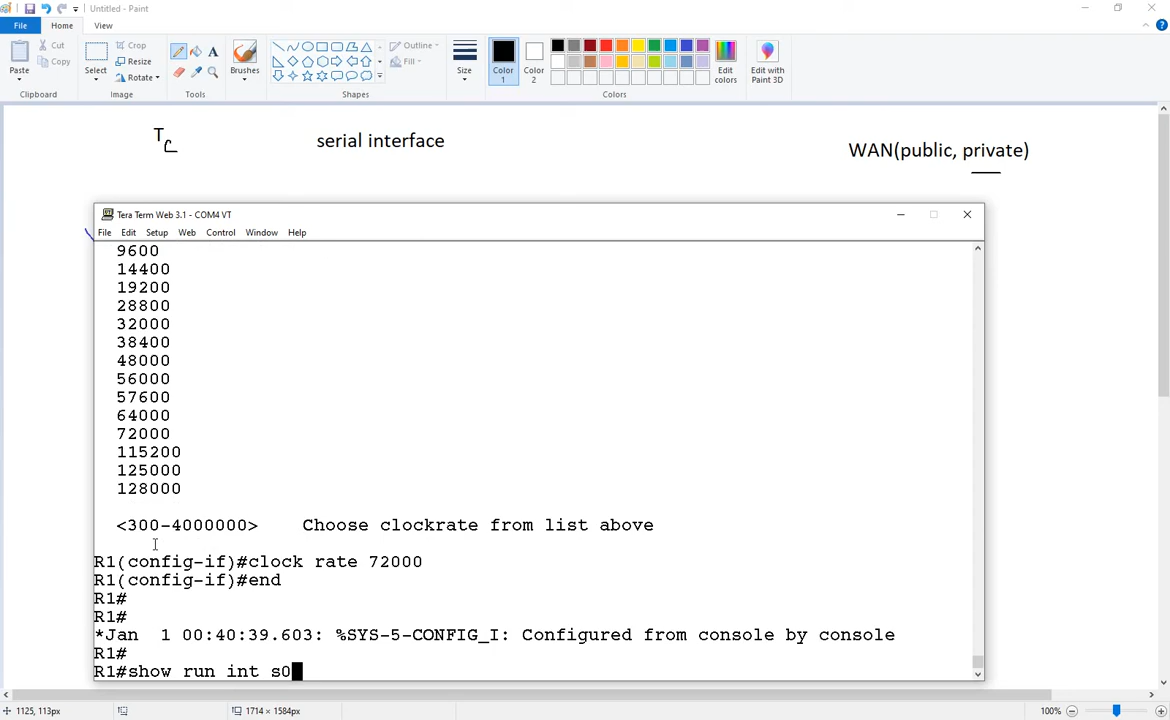 Untitled - Paint
File Home View
Paste Cut Copy Clipboard
Select Crop Resize Rotate Image
Tools
Brushes
Outline Fill Shapes
Size
Color 1 Color 2 Edit colors Colors
Edit with Paint 3D
T C serial interface WAN(public, private)
Tera Term Web 3.1 - COM4 VT
File Edit Setup Web Control Window Help
9600
14400
19200
28800
32000
38400
48000
56000
57600
64000
72000
115200
125000
128000
<300-4000000> Choose clockrate from list above
R1(config-if)#clock rate 72000
R1(config-if)#end
R1#
R1#
*Jan 1 00:40:39.603: %SYS-5-CONFIG_I: Configured from console by console
R1#
R1#show run int s0
1125, 113px 1714 × 1584px 100%